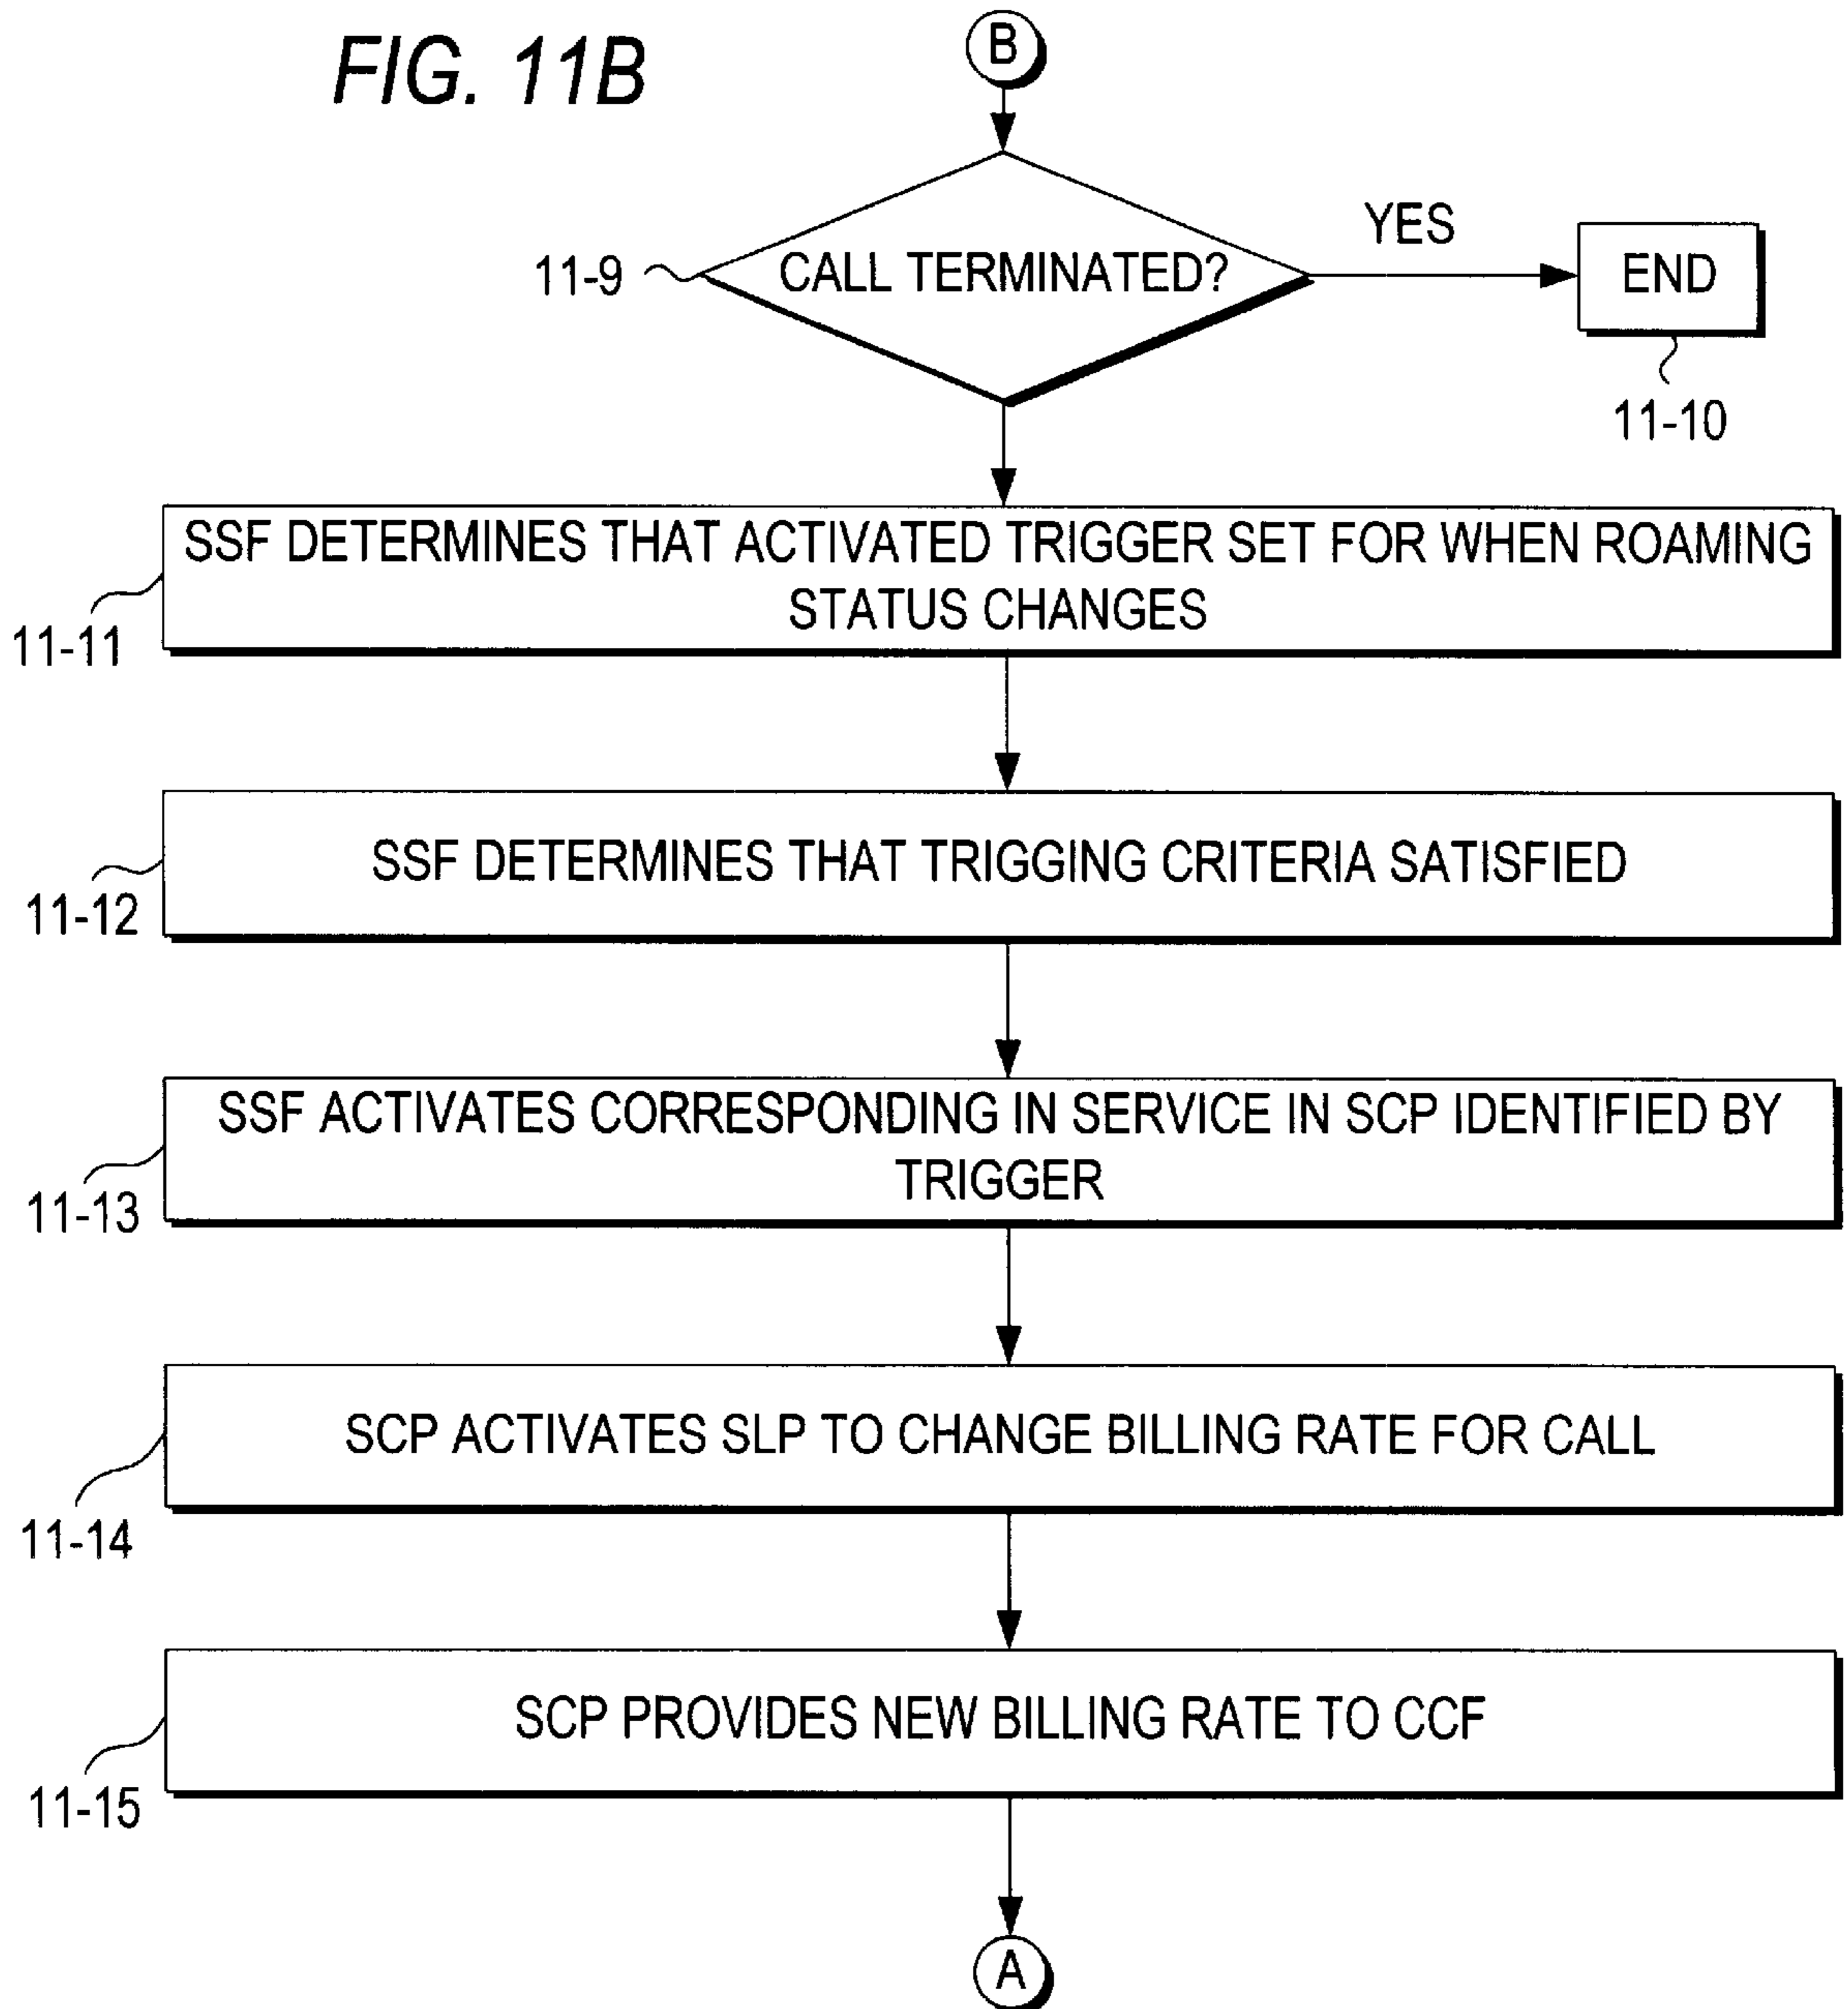 FIG. 11B
B
CALL TERMINATED?
YES
END
11-9
11-10
SSF DETERMINES THAT ACTIVATED TRIGGER SET FOR WHEN ROAMING
STATUS CHANGES
11-11
SSF DETERMINES THAT TRIGGING CRITERIA SATISFIED
11-12
SSF ACTIVATES CORRESPONDING IN SERVICE IN SCP IDENTIFIED BY
TRIGGER
11-13
SCP ACTIVATES SLP TO CHANGE BILLING RATE FOR CALL
11-14
SCP PROVIDES NEW BILLING RATE TO CCF
11-15
A